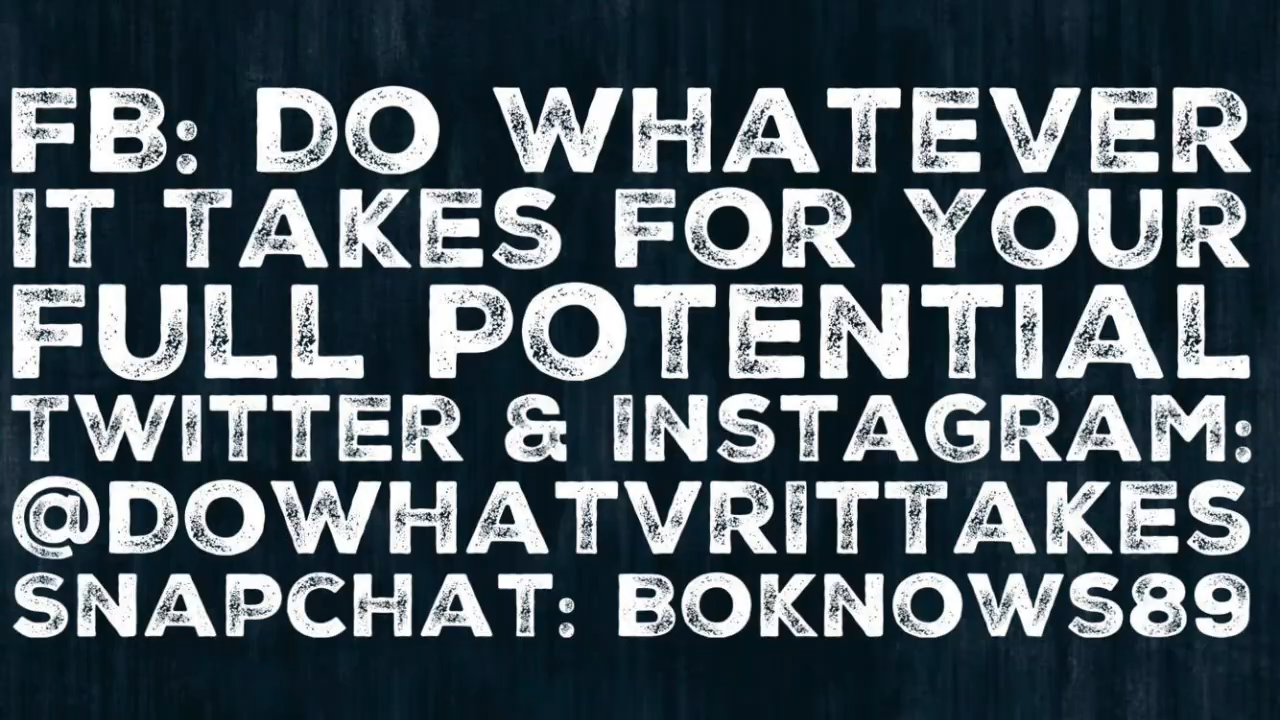 FB: DO WHATEVER
IT TAKES FOR YOUR
FULL POTENTIAL
TWITTER & INSTAGRAM:
@DOWHATVRITTAKES
SNAPCHAT: BOKNOWS89